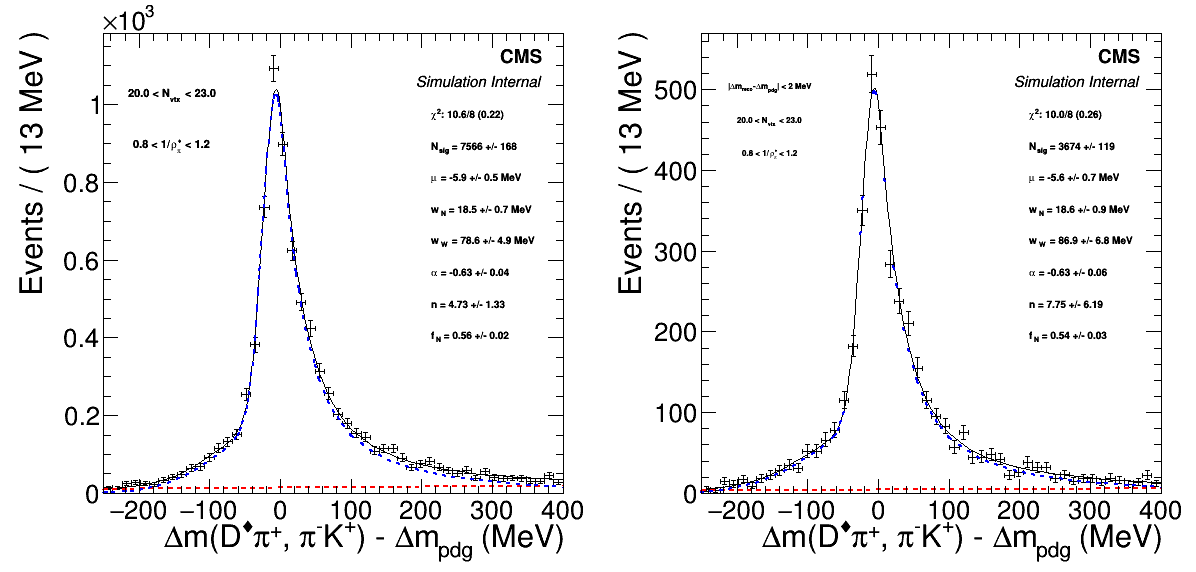 ×10³
CMS
Simulation Internal
20.0 < N_vtx < 23.0
0.8 < 1/ρ_π^♦ < 1.2
χ²: 10.6/8 (0.22)
N_sig = 7566 +/- 168
μ = -5.9 +/- 0.5 MeV
w_N = 18.5 +/- 0.7 MeV
w_W = 78.6 +/- 4.9 MeV
α = -0.63 +/- 0.04
n = 4.73 +/- 1.33
f_N = 0.56 +/- 0.02
Events / ( 13 MeV )
1
0.8
0.6
0.4
0.2
0
−200 −100 0 100 200 300 400
Δm(D♦π⁺, π⁻K⁺) - Δm_pdg (MeV)
CMS
Simulation Internal
|Δm_reco-Δm_pdg| < 2 MeV
20.0 < N_vtx < 23.0
0.8 < 1/ρ_π^♦ < 1.2
χ²: 10.0/8 (0.26)
N_sig = 3674 +/- 119
μ = -5.6 +/- 0.7 MeV
w_N = 18.6 +/- 0.9 MeV
w_W = 86.9 +/- 6.8 MeV
α = -0.63 +/- 0.06
n = 7.75 +/- 6.19
f_N = 0.54 +/- 0.03
Events / ( 13 MeV )
500
400
300
200
100
0
−200 −100 0 100 200 300 400
Δm(D♦π⁺, π⁻K⁺) - Δm_pdg (MeV)